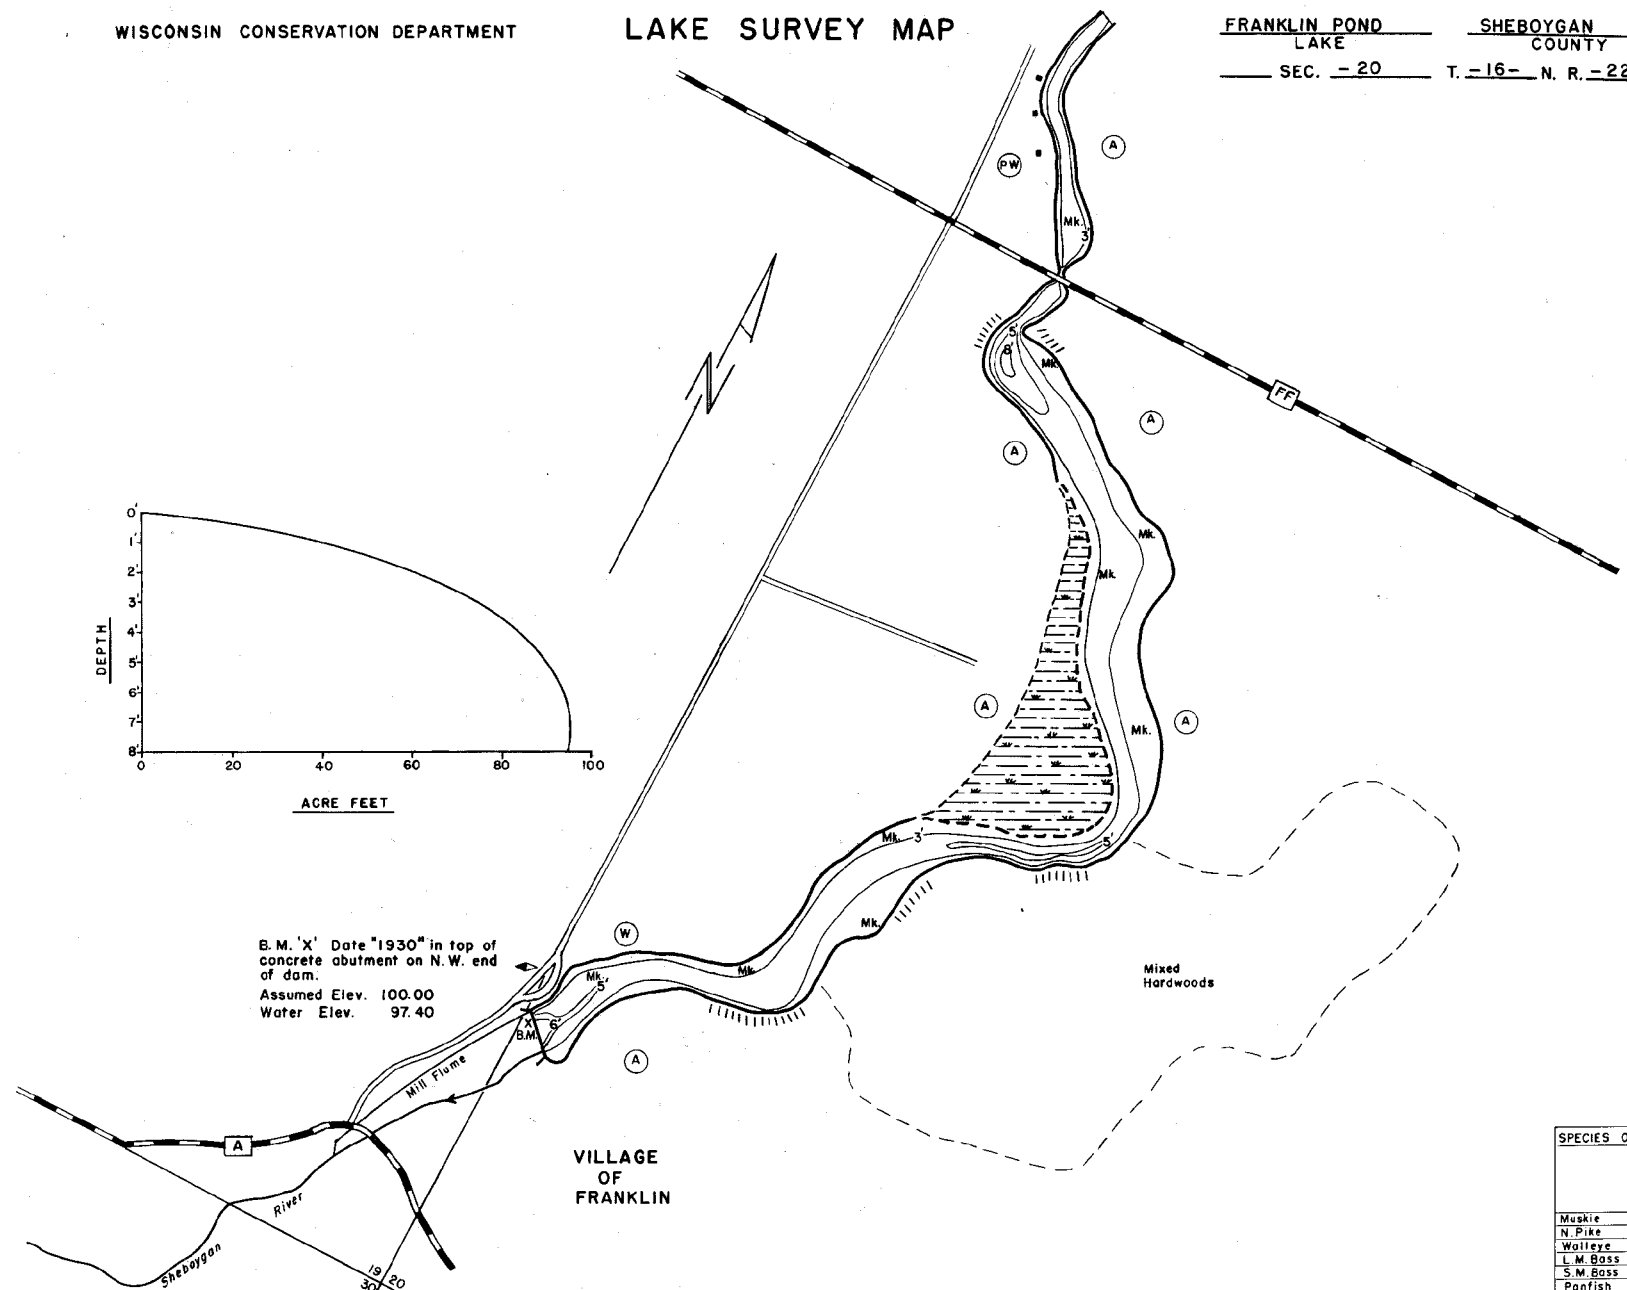 WISCONSIN CONSERVATION DEPARTMENT
LAKE SURVEY MAP
FRANKLIN POND
LAKE
SHEBOYGAN
COUNTY
SEC. -20
T. -16- N. R. -22
A
PW
Mk.
3'
5'
8'
Mk.
FF
A
A
N
Mk.
Mk.
A
A
Mk.
0'
1'
2'
3'
4'
5'
6'
7'
8'
DEPTH
0 20 40 60 80 100
ACRE FEET
Mk. 3'
5'
Mk.
W
Mk.
Mk.
5'
6'
X
B.M.
B.M. 'X' Date "1930" in top of
concrete abutment on N.W. end
of dam.
Assumed Elev. 100.00
Water Elev. 97.40
Mixed
Hardwoods
A
Mill Flume
A
VILLAGE
OF
FRANKLIN
Sheboygan River
19 20
30
SPECIES O
Muskie
N. Pike
Walleye
L.M. Bass
S.M. Bass
Panfish